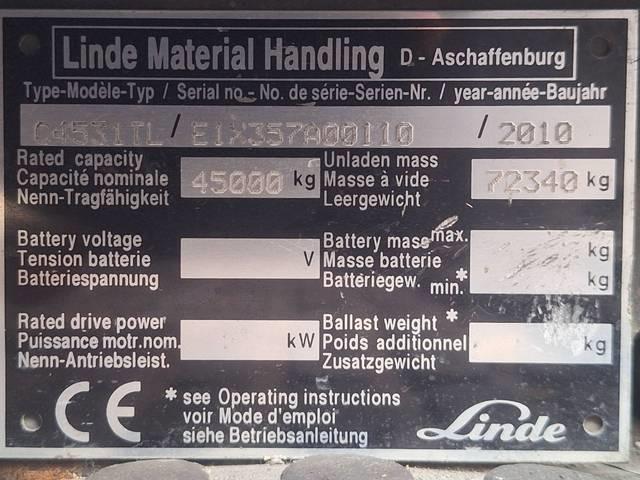 Linde Material Handling D - Aschaffenburg
Type-Modèle-Typ / Serial no.- No. de série-Serien-Nr. / year-année-Baujahr
C4531TL / E1X357A00110 / 2010
Rated capacity
Capacité nominale 45000 kg
Nenn-Tragfähigkeit
Unladen mass
Masse à vide 72340 kg
Leergewicht
Battery voltage
Tension batterie V
Batteriespannung
Battery mass max. kg
Masse batterie
Batteriegew. min.* kg
Rated drive power
Puissance motr.nom. kW
Nenn-Antriebsleist.
Ballast weight *
Poids additionnel kg
Zusatzgewicht
CE
* see Operating instructions
voir Mode d'emploi
siehe Betriebsanleitung
Linde